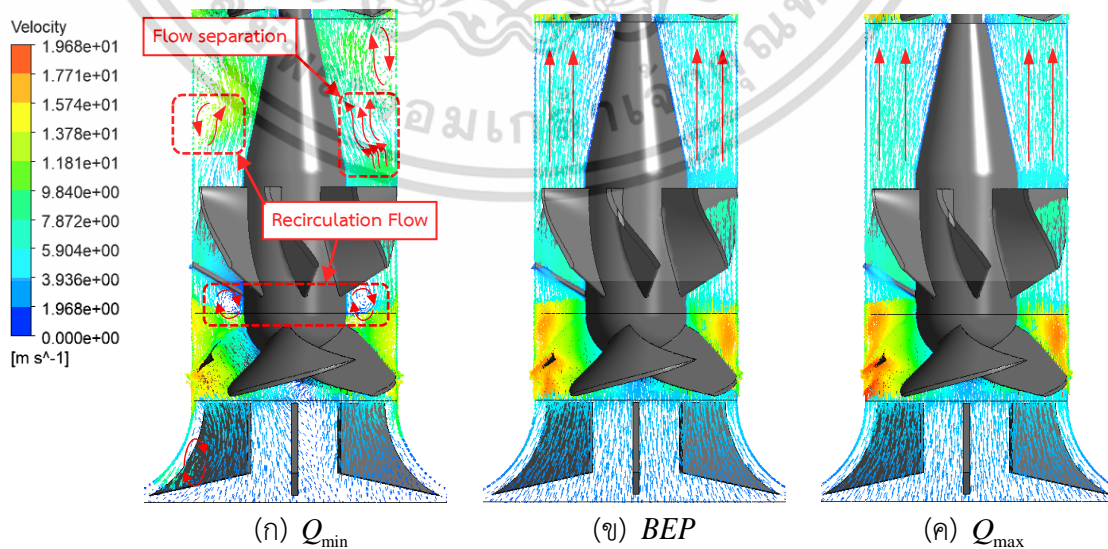 Velocity
1.968e+01
1.771e+01
1.574e+01
1.378e+01
1.181e+01
9.840e+00
7.872e+00
5.904e+00
3.936e+00
1.968e+00
0.000e+00
[m s^-1]
Flow separation
Recirculation Flow
(ก) Qmin
(ข) BEP
(ค) Qmax